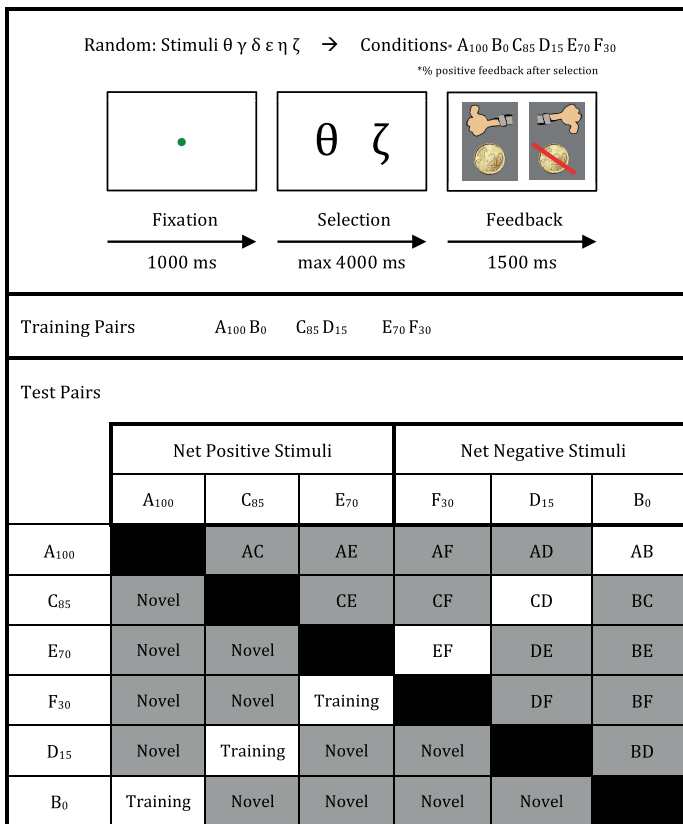 Random: Stimuli θ γ δ ε η ζ → Conditions* A100 B0 C85 D15 E70 F30
*% positive feedback after selection
θ ζ
20 20
Fixation Selection Feedback
1000 ms max 4000 ms 1500 ms
Training Pairs A100 B0 C85 D15 E70 F30
Test Pairs
Net Positive Stimuli Net Negative Stimuli
A100 C85 E70 F30 D15 B0
A100 AC AE AF AD AB
C85 Novel CE CF CD BC
E70 Novel Novel EF DE BE
F30 Novel Novel Training DF BF
D15 Novel Training Novel Novel BD
B0 Training Novel Novel Novel Novel